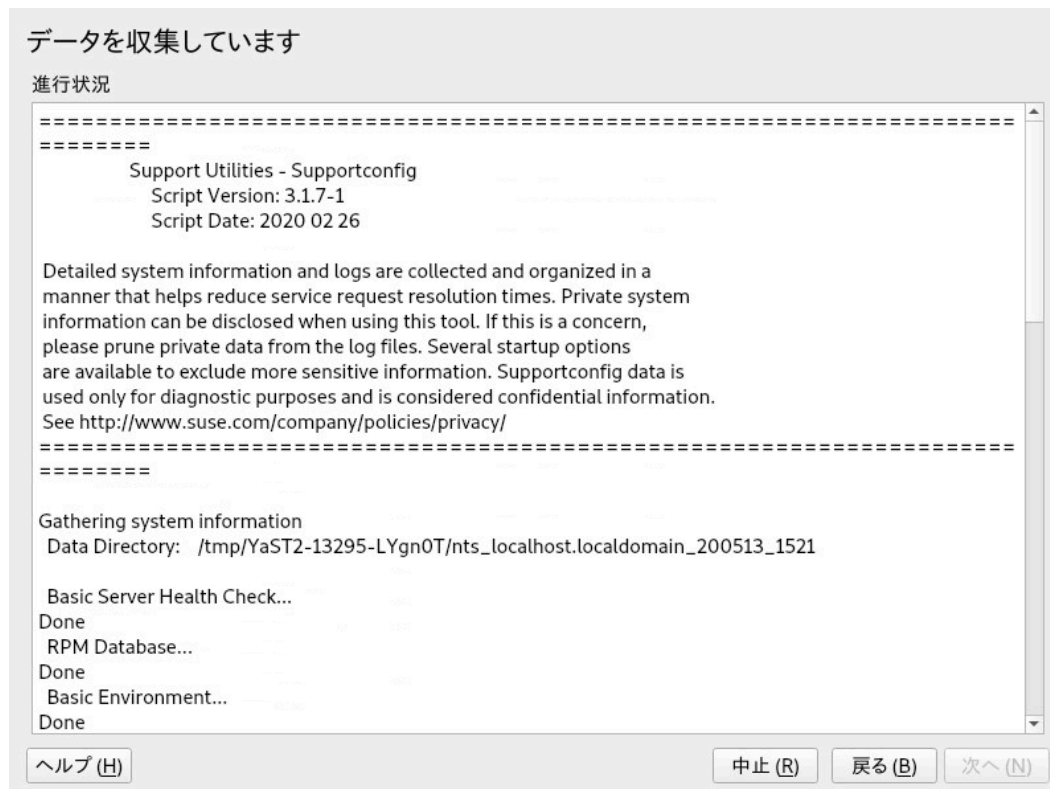 データを収集しています
進行状況
=====================================================================
========
Support Utilities - Supportconfig
Script Version: 3.1.7-1
Script Date: 2020 02 26
Detailed system information and logs are collected and organized in a
manner that helps reduce service request resolution times. Private system
information can be disclosed when using this tool. If this is a concern,
please prune private data from the log files. Several startup options
are available to exclude more sensitive information. Supportconfig data is
used only for diagnostic purposes and is considered confidential information.
See http://www.suse.com/company/policies/privacy/
=====================================================================
========
Gathering system information
Data Directory: /tmp/YaST2-13295-LYgn0T/nts_localhost.localdomain_200513_1521
Basic Server Health Check...
Done
RPM Database...
Done
Basic Environment...
Done
ヘルプ (H) 中止 (R) 戻る (B) 次へ (N)